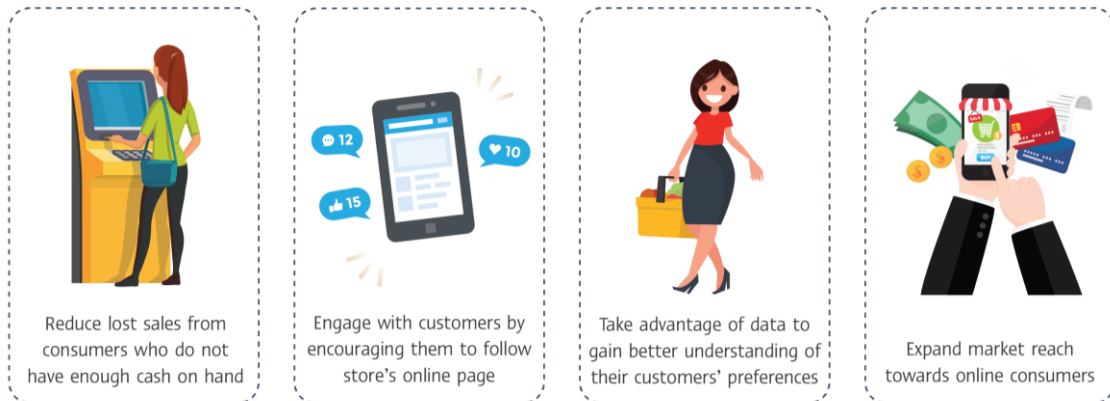 Reduce lost sales from
consumers who do not
have enough cash on hand
12
10
15
Engage with customers by
encouraging them to follow
store's online page
Take advantage of data to
gain better understanding of
their customers' preferences
SALE
BUY
Expand market reach
towards online consumers